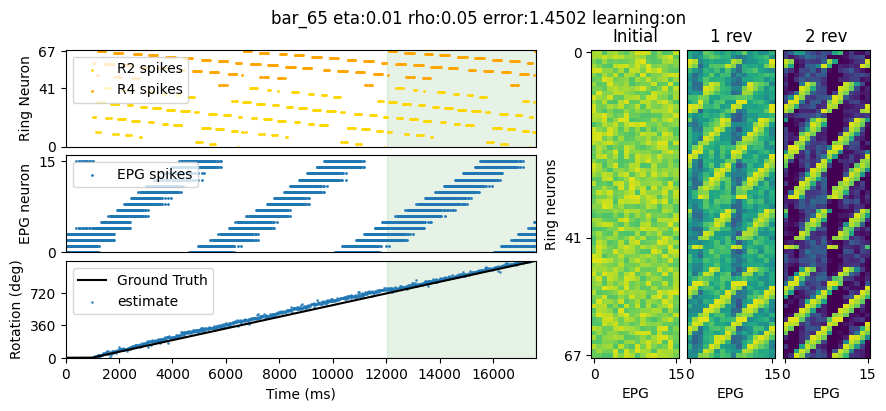 bar_65 eta:0.01 rho:0.05 error:1.4502 learning:on
Initial
1 rev
2 rev
Ring Neuron
67
41
0
R2 spikes
R4 spikes
EPG neuron
15
0
EPG spikes
Rotation (deg)
720
360
0
Ground Truth
estimate
0 2000 4000 6000 8000 10000 12000 14000 16000
Time (ms)
Ring neurons
0
41
67
0 15
0 15
0 15
EPG
EPG
EPG